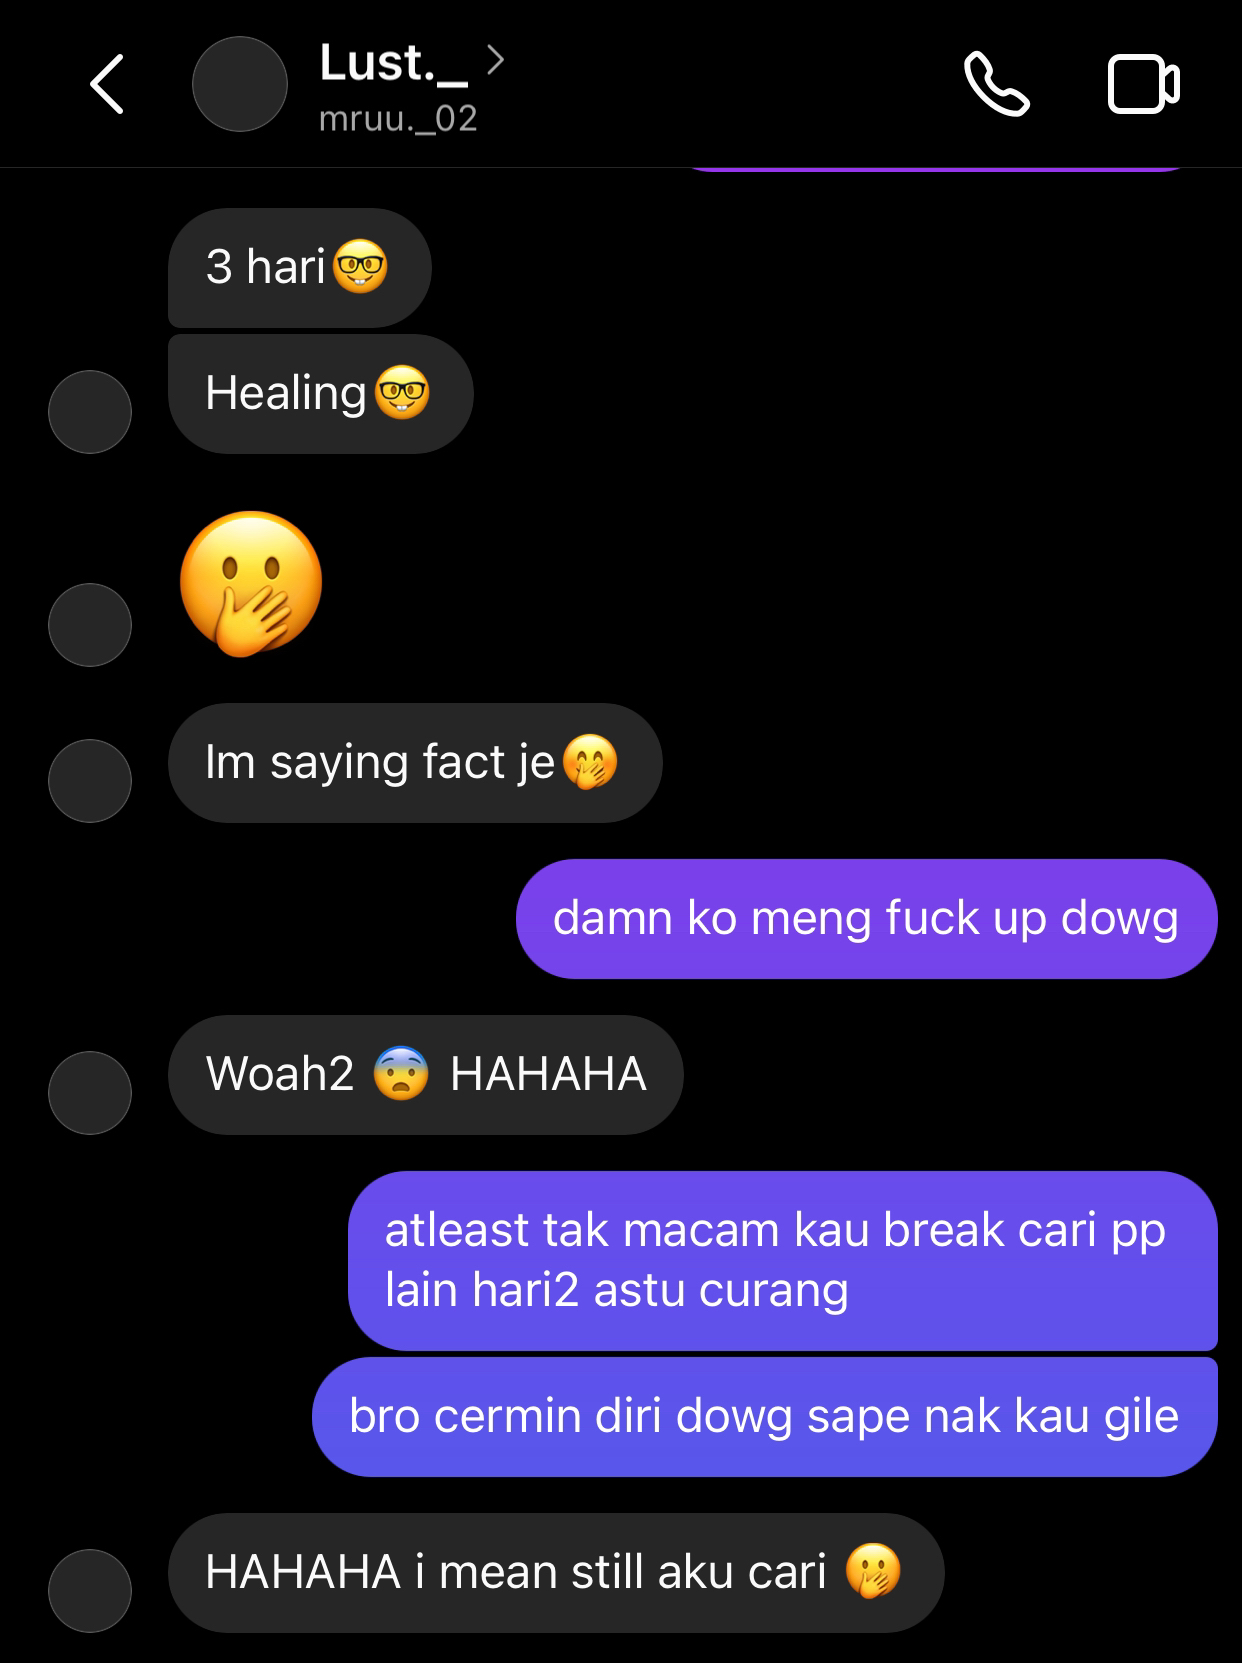 Lust._
mruu._02
3 hari🤓
Healing🤓
🫢
Im saying fact je🤭
damn ko meng fuck up dowg
Woah2 😨 HAHAHA
atleast tak macam kau break cari pp
lain hari2 astu curang
bro cermin diri dowg sape nak kau gile
HAHAHA i mean still aku cari 🫢